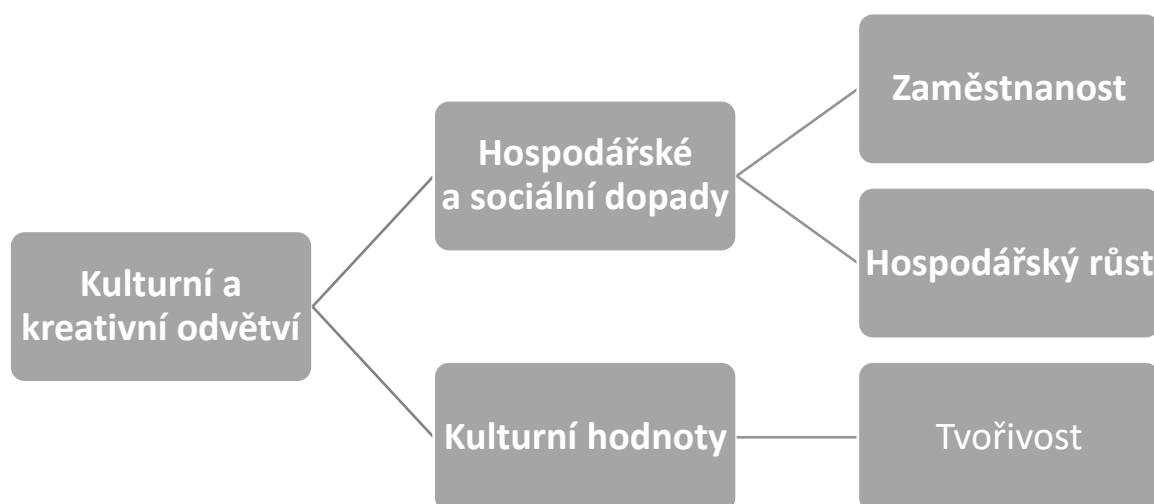 Zaměstnanost
Hospodářské
a sociální dopady
Hospodářský růst
Kulturní a
kreativní odvětví
Kulturní hodnoty
Tvořivost